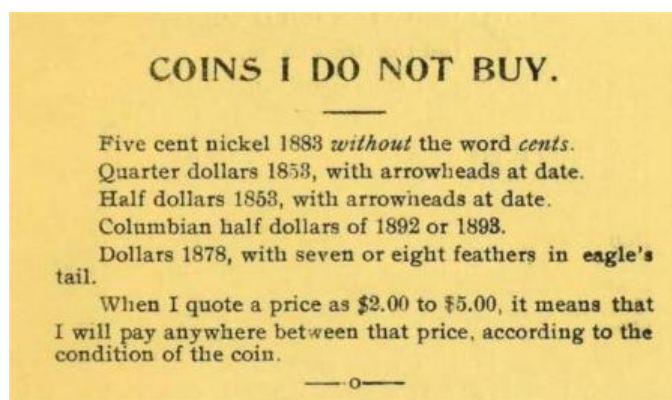 COINS I DO NOT BUY.
Five cent nickel 1883 without the word cents.
Quarter dollars 1853, with arrowheads at date.
Half dollars 1853, with arrowheads at date.
Columbian half dollars of 1892 or 1893.
Dollars 1878, with seven or eight feathers in eagle's
tail.
When I quote a price as $2.00 to $5.00, it means that
I will pay anywhere between that price, according to the
condition of the coin.